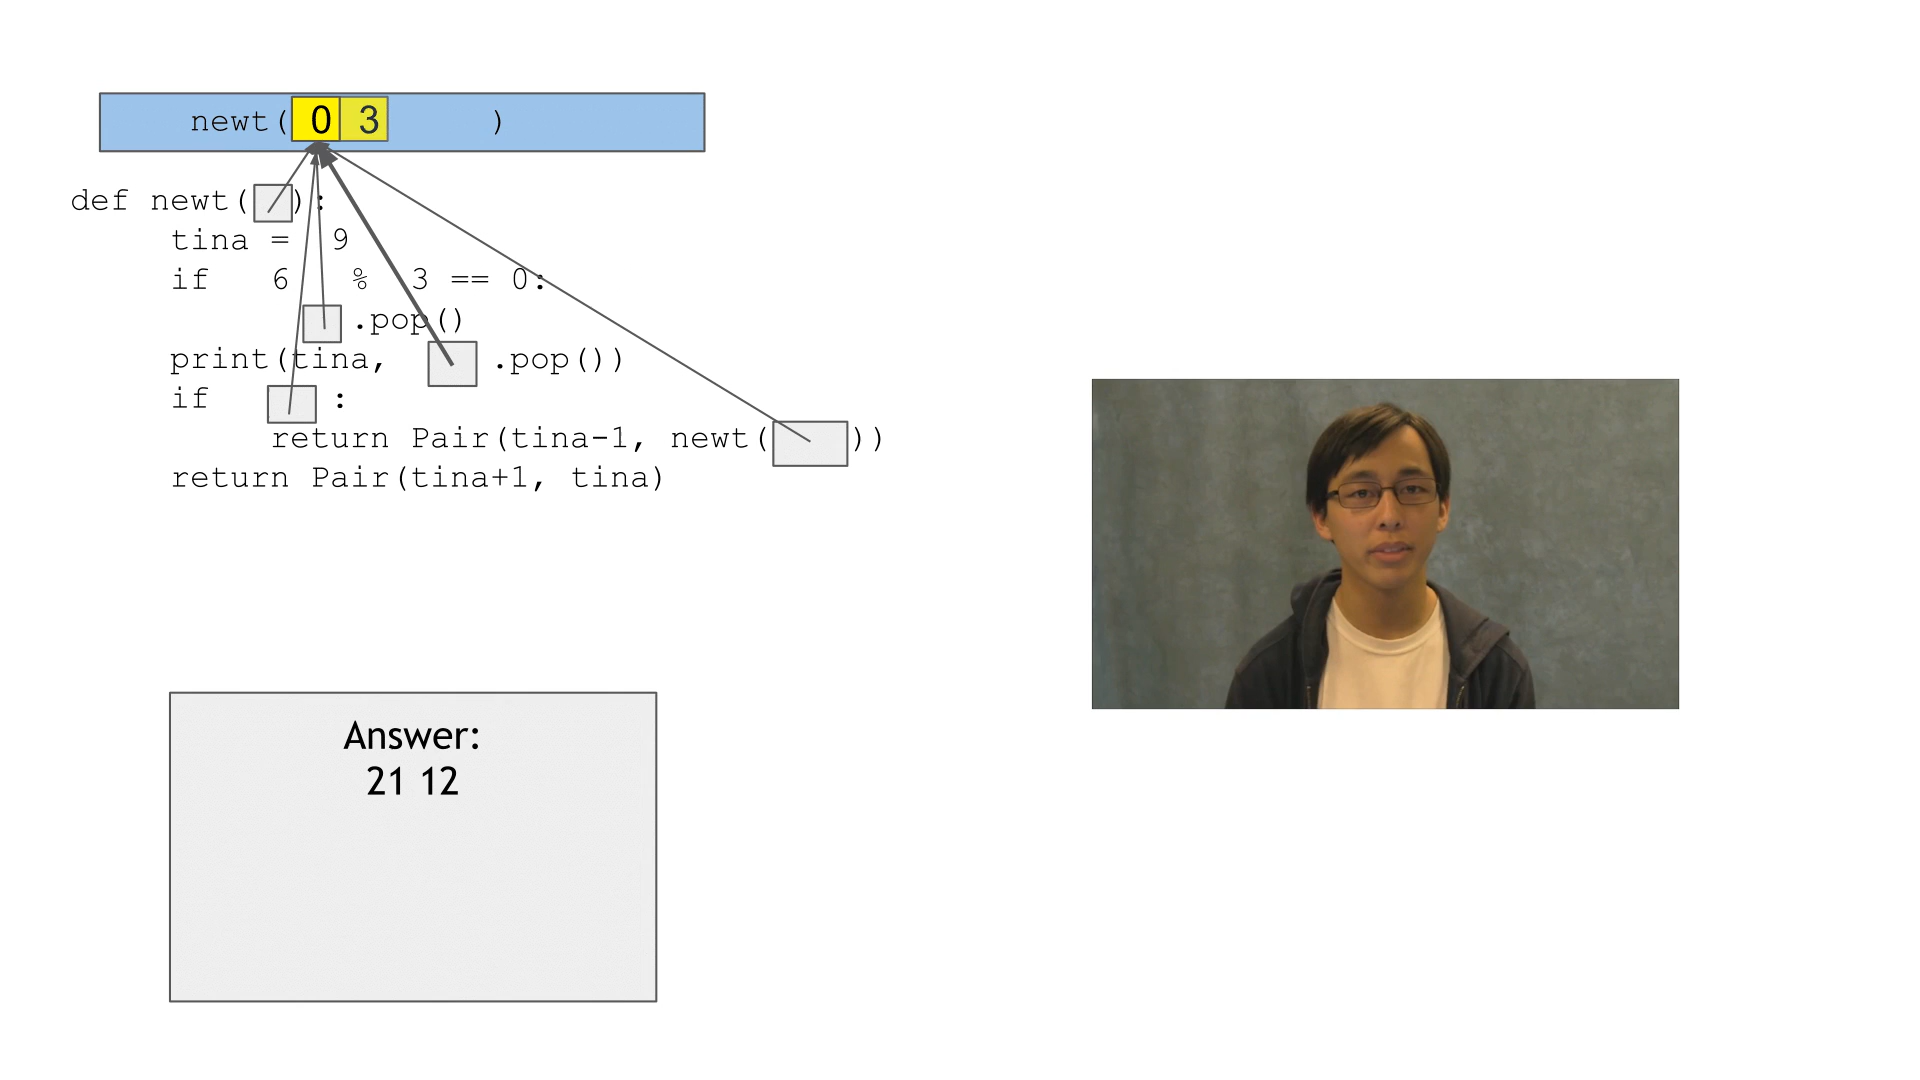 newt( 0 3 )
def newt( ):
tina = 9
if 6 % 3 == 0:
.pop()
print(tina, .pop())
if :
return Pair(tina-1, newt( ))
return Pair(tina+1, tina)
Answer:
21 12